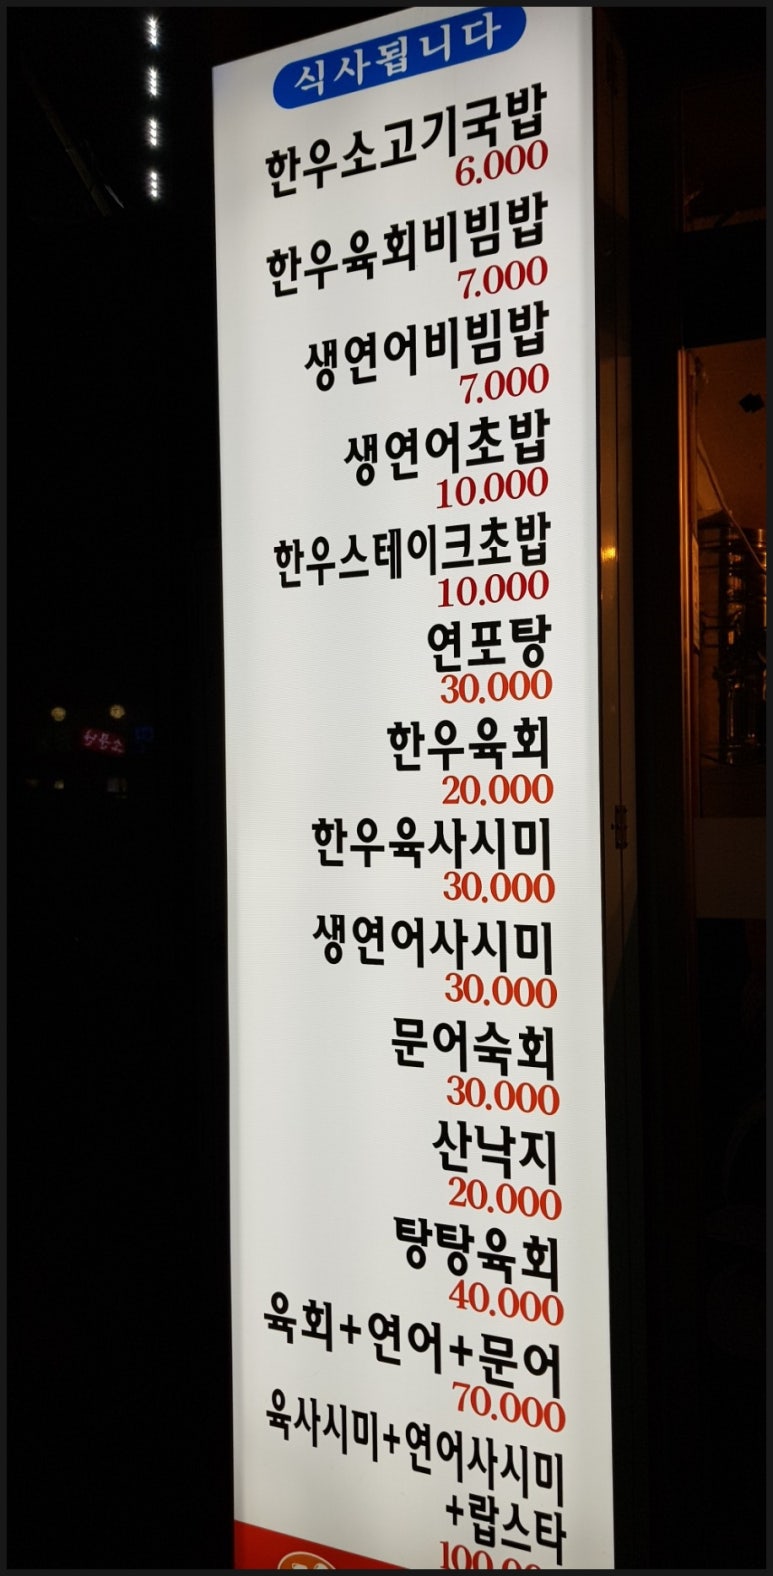 식사됩니다
한우소고기국밥
6.000
한우육회비빔밥
7.000
생연어비빔밥
7.000
생연어초밥
10.000
한우스테이크초밥
10.000
연포탕
30.000
한우육회
20.000
한우육사시미
30.000
생연어사시미
30.000
문어숙회
30.000
산낙지
20.000
탕탕육회
40.000
육회+연어+문어
70.000
육사시미+연어사시미
+랍스타